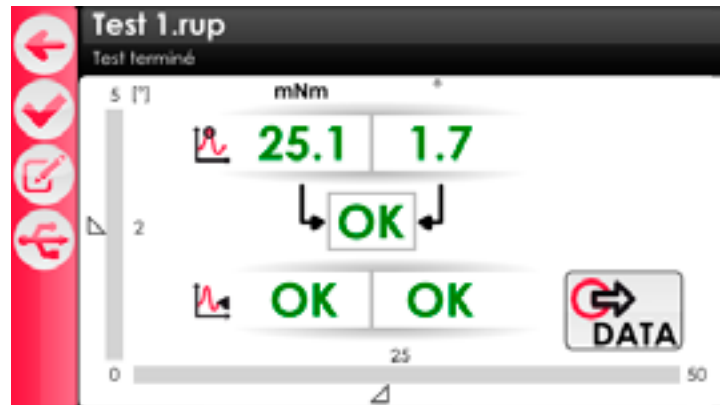 Test 1.rup
Test terminé
5 [°]
mNm °
25.1 1.7
OK
2
OK OK
DATA
25
0
50